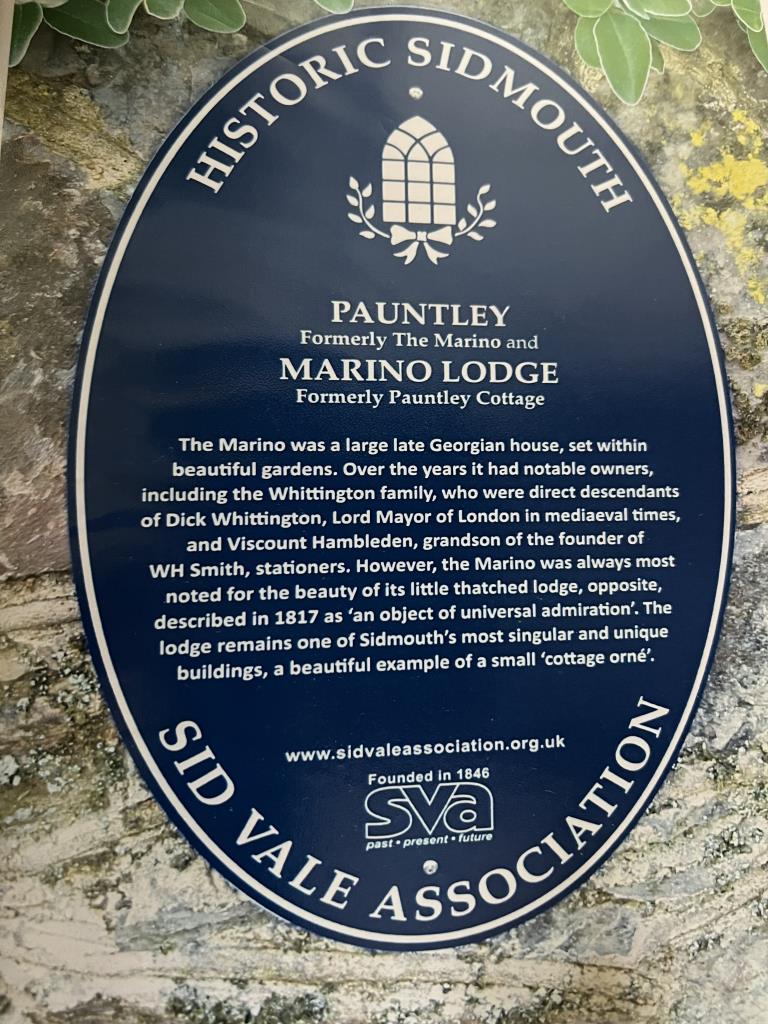 HISTORIC SIDMOUTH
PAUNTLEY
Formerly The Marino and
MARINO LODGE
Formerly Pauntley Cottage
The Marino was a large late Georgian house, set within
beautiful gardens. Over the years it had notable owners,
including the Whittington family, who were direct descendants
of Dick Whittington, Lord Mayor of London in mediaeval times,
and Viscount Hambleden, grandson of the founder of
WH Smith, stationers. However, the Marino was always most
noted for the beauty of its little thatched lodge, opposite,
described in 1817 as ‘an object of universal admiration’. The
lodge remains one of Sidmouth’s most singular and unique
buildings, a beautiful example of a small ‘cottage orné’.
www.sidvaleassociation.org.uk
Founded in 1846
sva
past • present • future
SID VALE ASSOCIATION